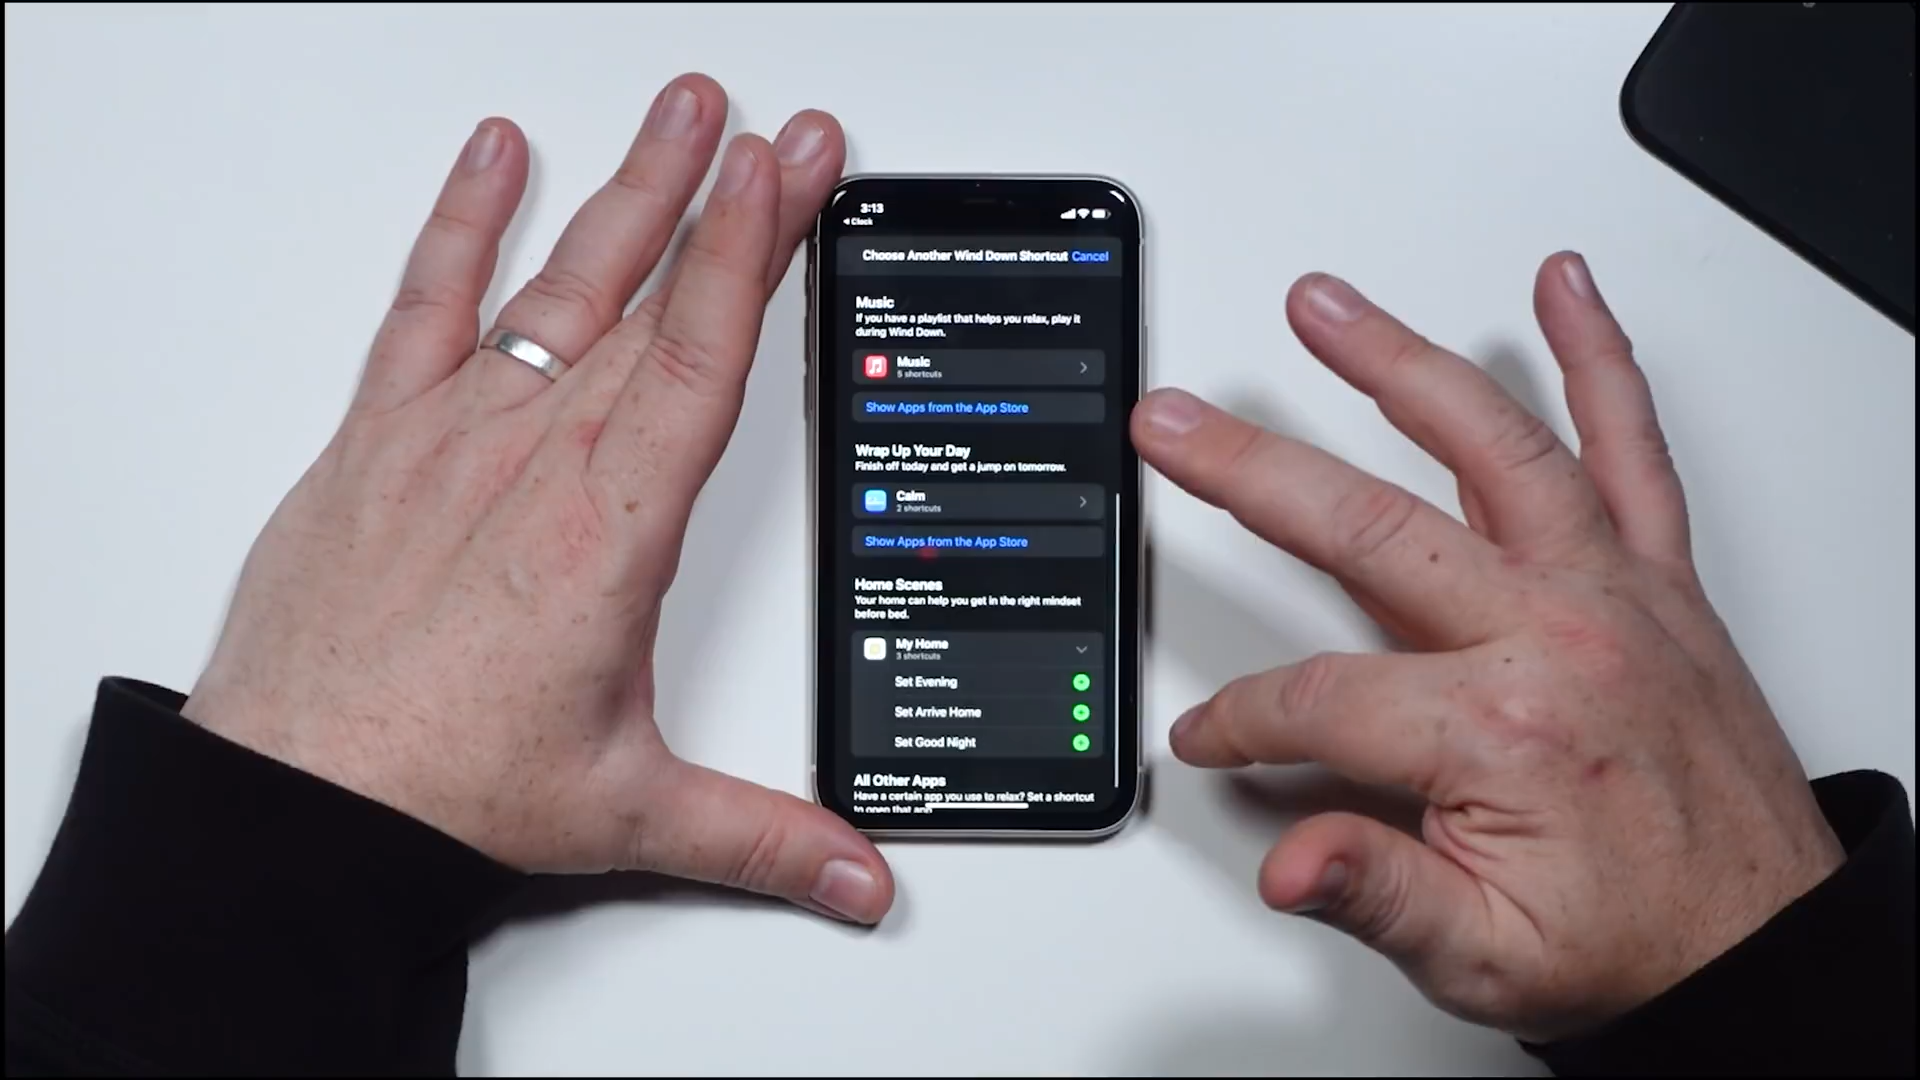 3:13
Clock
Choose Another Wind Down Shortcut Cancel
Music
If you have a playlist that helps you relax, play it
during Wind Down.
Music
5 shortcuts
Show Apps from the App Store
Wrap Up Your Day
Finish off today and get a jump on tomorrow.
Calm
2 shortcuts
Show Apps from the App Store
Home Scenes
Your home can help you get in the right mindset
before bed.
My Home
3 shortcuts
Set Evening
Set Arrive Home
Set Good Night
All Other Apps
Have a certain app you use to relax? Set a shortcut
to open that app